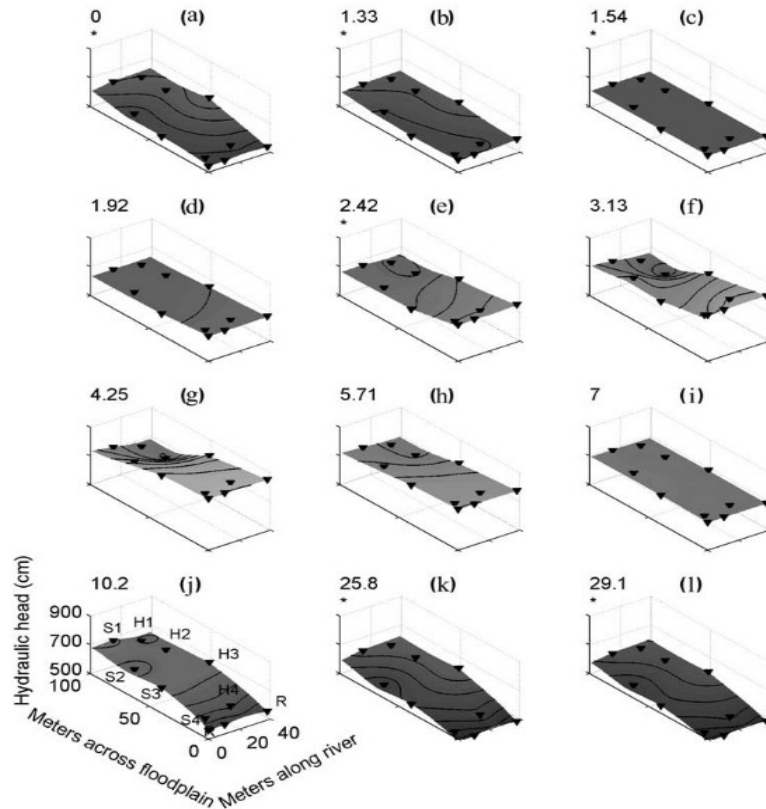 0 (a)
*
1.33 (b)
*
1.54 (c)
1.92 (d)
2.42 (e)
*
3.13 (f)
4.25 (g)
5.71 (h)
7 (i)
10.2 (j)
25.8 (k)
*
29.1 (l)
*
Hydraulic head (cm)
900
700
500
100
50
0
Meters across floodplain
0 20 40
Meters along river
S1 H1
H2
S2 H3
S3 H4
S4 R